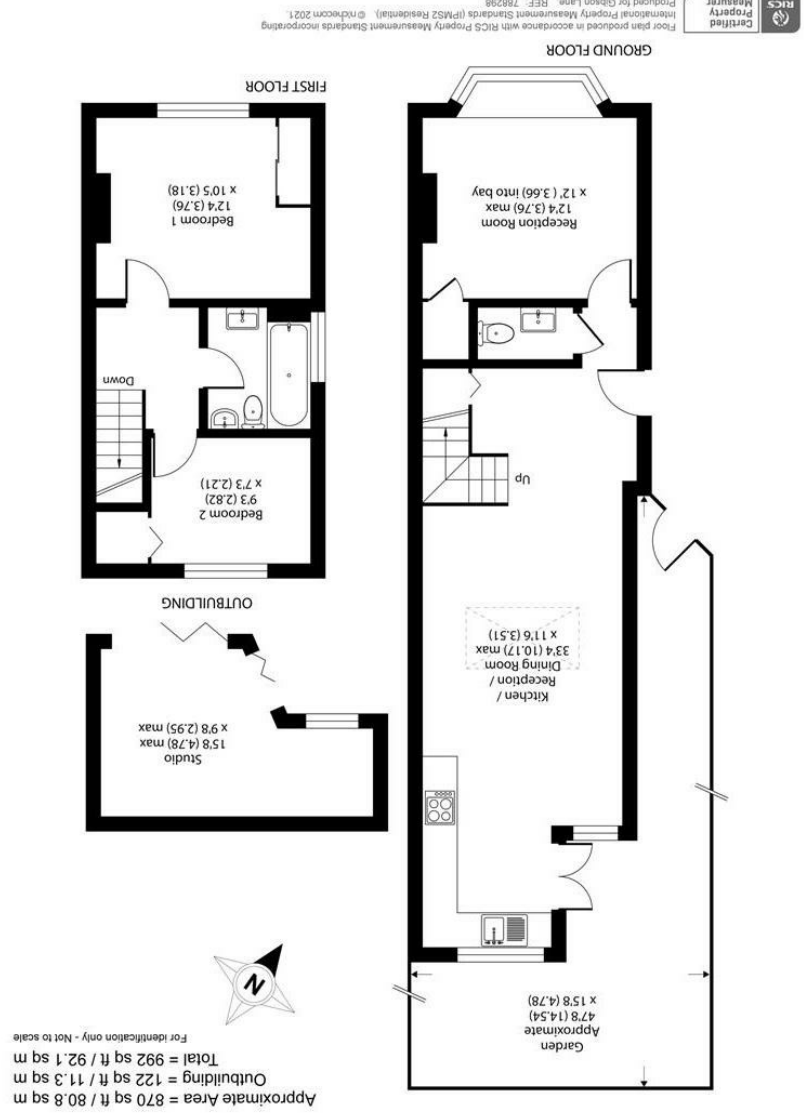 Approximate Area = 870 sq ft / 80.8 sq m
Outbuilding = 122 sq ft / 11.3 sq m
Total = 992 sq ft / 92.1 sq m
For identification only - Not to scale
Garden
Approximate
47'8 (14.54)
x 15'8 (4.78)
N
Kitchen /
Reception /
Dining Room
33'4 (10.17) max
x 11'6 (3.51)
Up
Reception Room
12'4 (3.76) max
x 12' ( 3.66) into bay
GROUND FLOOR
Studio
15'8 (4.78) max
x 9'8 (2.95) max
OUTBUILDING
Bedroom 2
9'3 (2.82)
x 7'3 (2.21)
Down
Bedroom 1
12'4 (3.76)
x 10'5 (3.18)
FIRST FLOOR
RICS
Certified
Property
Measurer
Floor plan produced in accordance with RICS Property Measurement Standards incorporating
International Property Measurement Standards (IPMS2 Residential). ©nichecom 2021.
Produced for Gibson Lane. REF: 788298